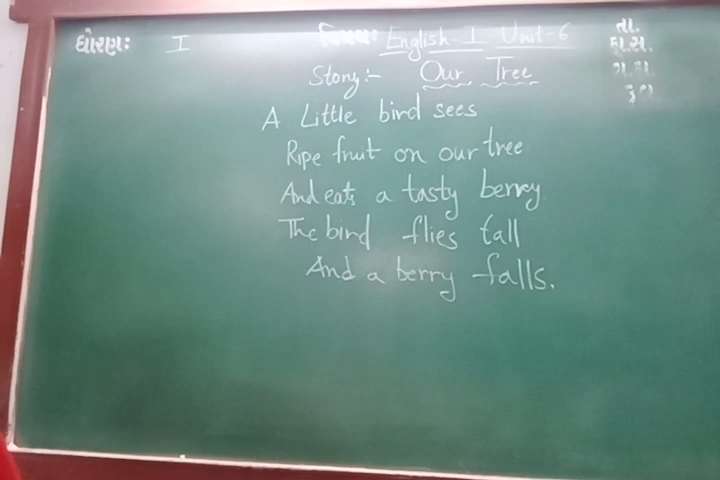 ધોરણઃ I વિષયઃ English-I Unit-6 તા.
Story:- Our Tree હા.સ.
A Little bird sees ગ.હા.
Ripe fruit on our tree કુલ
And eats a tasty berry
The bird flies tall
And a berry falls.